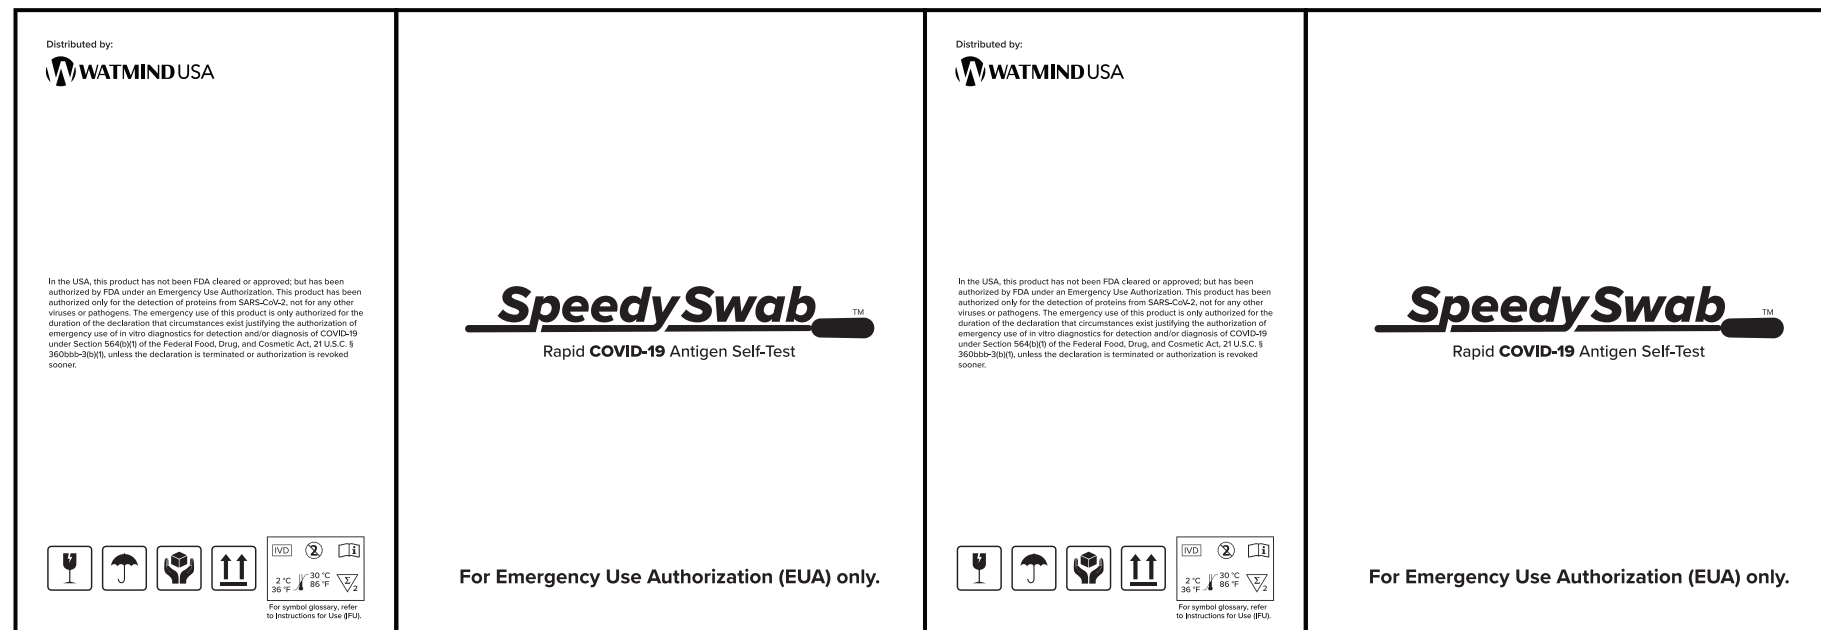 Distributed by:
WATMIND USA
In the USA, this product has not been FDA cleared or approved; but has been
authorized by FDA under an Emergency Use Authorization. This product has been
authorized only for the detection of proteins from SARS-CoV-2, not for any other
viruses or pathogens. The emergency use of this product is only authorized for the
duration of the declaration that circumstances exist justifying the authorization of
emergency use of in vitro diagnostics for detection and/or diagnosis of COVID-19
under Section 564(b)(1) of the Federal Food, Drug, and Cosmetic Act, 21 U.S.C. §
360bbb-3(b)(1), unless the declaration is terminated or authorization is revoked
sooner.
IVD 2 i
2 °C 30 °C
36 °F 86 °F Σ 2
For symbol glossary, refer
to Instructions for Use (IFU).
Speedy Swab ™
Rapid COVID-19 Antigen Self-Test
For Emergency Use Authorization (EUA) only.
Distributed by:
WATMIND USA
In the USA, this product has not been FDA cleared or approved; but has been
authorized by FDA under an Emergency Use Authorization. This product has been
authorized only for the detection of proteins from SARS-CoV-2, not for any other
viruses or pathogens. The emergency use of this product is only authorized for the
duration of the declaration that circumstances exist justifying the authorization of
emergency use of in vitro diagnostics for detection and/or diagnosis of COVID-19
under Section 564(b)(1) of the Federal Food, Drug, and Cosmetic Act, 21 U.S.C. §
360bbb-3(b)(1), unless the declaration is terminated or authorization is revoked
sooner.
IVD 2 i
2 °C 30 °C
36 °F 86 °F Σ 2
For symbol glossary, refer
to Instructions for Use (IFU).
Speedy Swab ™
Rapid COVID-19 Antigen Self-Test
For Emergency Use Authorization (EUA) only.